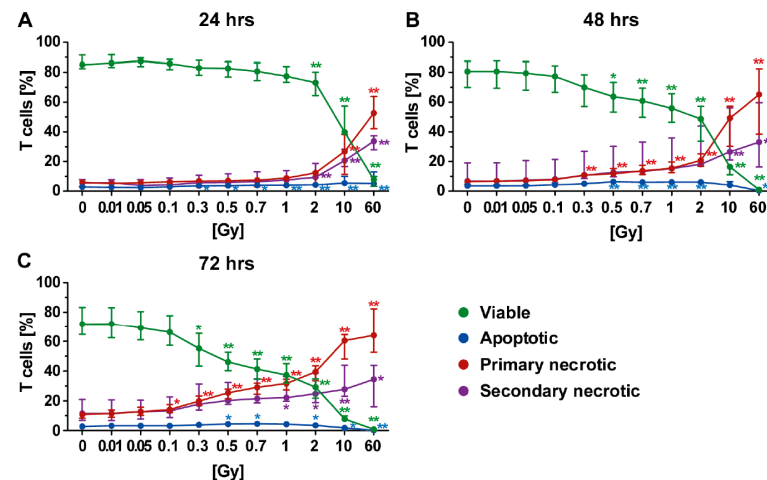 A
24 hrs
T cells [%]
100
80
60
40
20
0
0 0.01 0.05 0.1 0.3 0.5 0.7 1 2 10 60
[Gy]
B
48 hrs
T cells [%]
100
80
60
40
20
0
0 0.01 0.05 0.1 0.3 0.5 0.7 1 2 10 60
[Gy]
C
72 hrs
T cells [%]
100
80
60
40
20
0
0 0.01 0.05 0.1 0.3 0.5 0.7 1 2 10 60
[Gy]
Viable
Apoptotic
Primary necrotic
Secondary necrotic